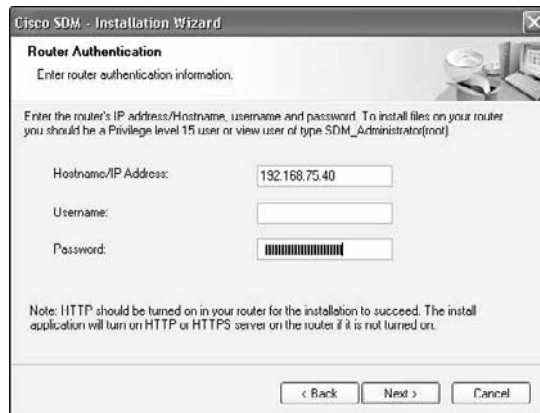 Cisco SDM - Installation Wizard
Router Authentication
Enter router authentication information.
Enter the router's IP address/Hostname, username and password. To install files on your router
you should be a Privilege level 15 user or view user of type SDM_Administrator(root)
Hostname/IP Address:
192.168.75.40
Username:
Password:
Note: HTTP should be turned on in your router for the installation to succeed. The install
application will turn on HTTP or HTTPS server on the router if it is not turned on.
< Back
Next >
Cancel